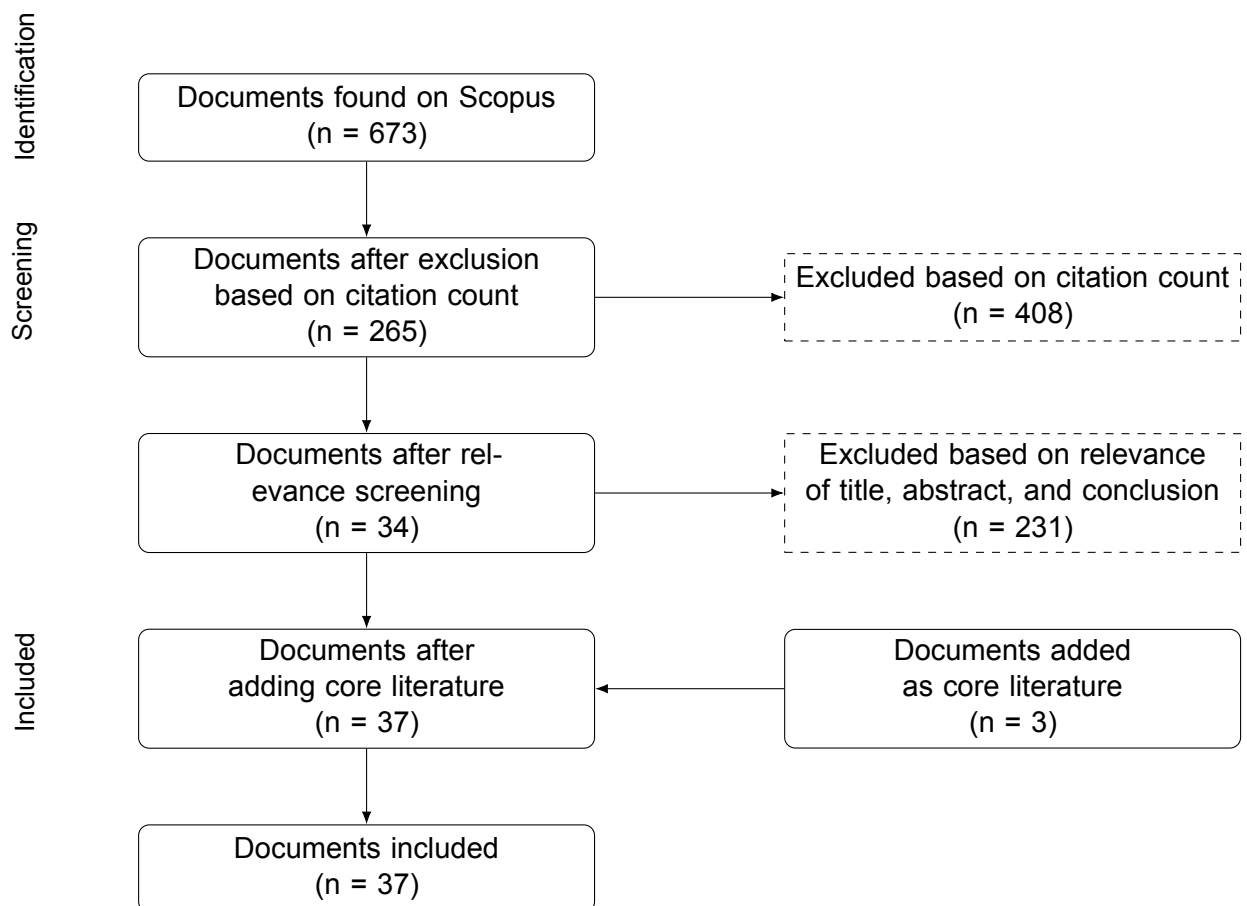 Identification
Documents found on Scopus
(n = 673)
Screening
Documents after exclusion
based on citation count
(n = 265)
Excluded based on citation count
(n = 408)
Documents after rel-
evance screening
(n = 34)
Excluded based on relevance
of title, abstract, and conclusion
(n = 231)
Included
Documents after
adding core literature
(n = 37)
Documents added
as core literature
(n = 3)
Documents included
(n = 37)